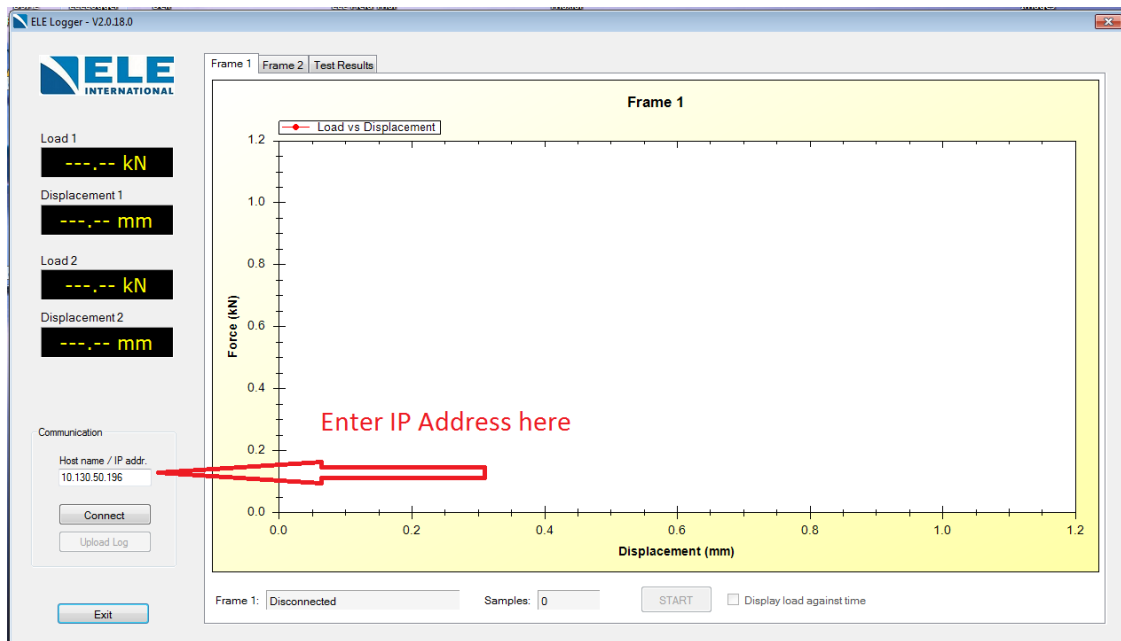 ELE Logger - V2.0.18.0
ELE
INTERNATIONAL
Frame 1 Frame 2 Test Results
Frame 1
Load vs Displacement
Load 1
---.-- kN
Displacement 1
---.-- mm
Load 2
---.-- kN
Displacement 2
---.-- mm
Force (kN)
1.2
1.0
0.8
0.6
0.4
0.2
0.0
0.0 0.2 0.4 0.6 0.8 1.0 1.2
Displacement (mm)
Enter IP Address here
Communication
Host name / IP addr.
10.130.50.196
Connect
Upload Log
Exit
Frame 1: Disconnected Samples: 0 START Display load against time